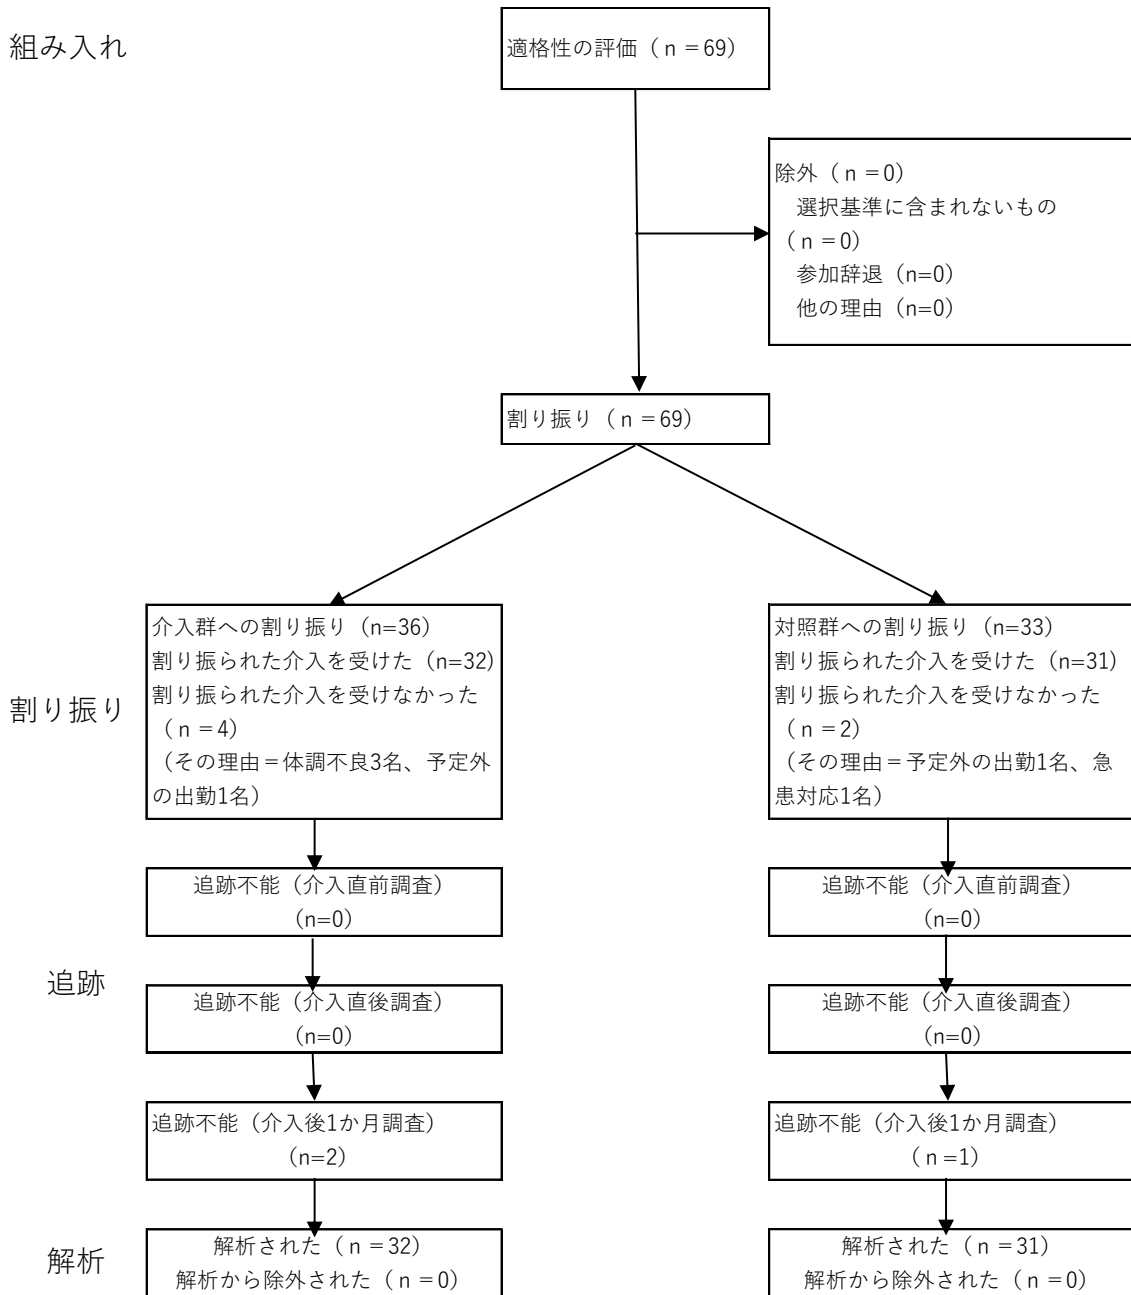 組み入れ
適格性の評価（ｎ＝69）
除外（ｎ＝0）
　選択基準に含まれないもの
（ｎ＝0）
　参加辞退（n=0）
　他の理由（n=0）
割り振り（ｎ＝69）
割り振り
介入群への割り振り（n=36）
割り振られた介入を受けた（n=32）
割り振られた介入を受けなかった
（ｎ＝4）
（その理由＝体調不良3名、予定外
の出勤1名）
対照群への割り振り（n=33）
割り振られた介入を受けた（n=31）
割り振られた介入を受けなかった
（ｎ＝2）
（その理由＝予定外の出勤1名、急
患対応1名）
追跡
追跡不能（介入直前調査）
（n=0）
追跡不能（介入直前調査）
（n=0）
追跡不能（介入直後調査）
（n=0）
追跡不能（介入直後調査）
（n=0）
追跡不能（介入後1か月調査）
（n=2）
追跡不能（介入後1か月調査）
（ｎ=1）
解析
解析された（ｎ＝32）
解析から除外された（ｎ＝0）
解析された（ｎ＝31）
解析から除外された（ｎ＝0）